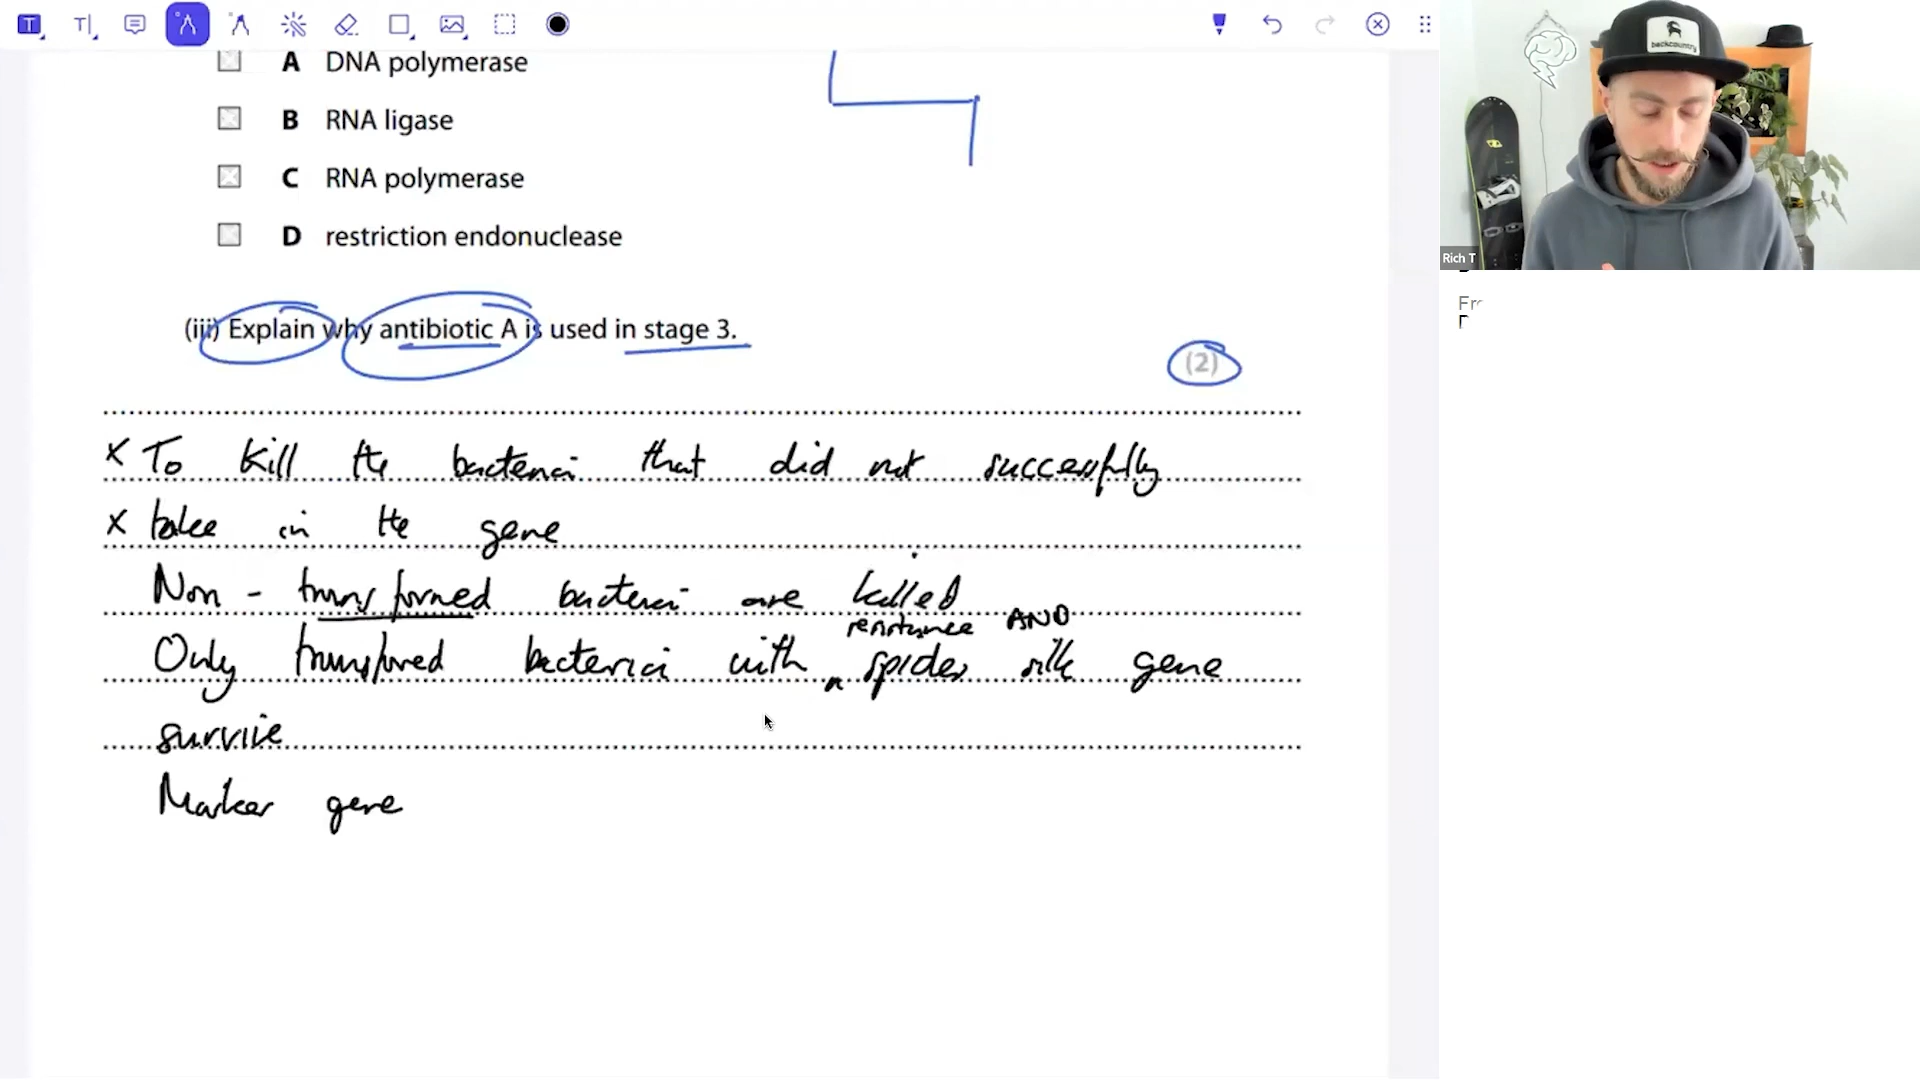 T
T|
A DNA polymerase
B RNA ligase
C RNA polymerase
D restriction endonuclease
(iii) Explain why antibiotic A is used in stage 3.
(2)
x To kill the bacteria that did not successfully
x take in the gene
Non - transformed bacteria are killed
resistance AND
Only transformed bacteria with ^ spider silk gene
survive
Marker gene
backcountry
Rich T